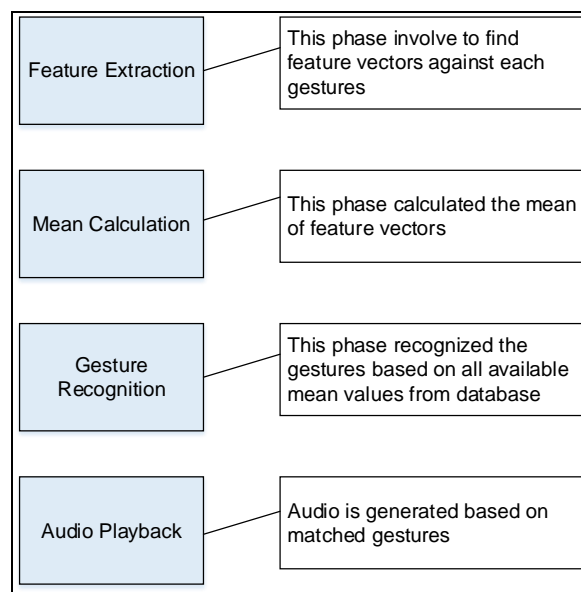 Feature Extraction
This phase involve to find
feature vectors against each
gestures
Mean Calculation
This phase calculated the mean
of feature vectors
Gesture
Recognition
This phase recognized the
gestures based on all available
mean values from database
Audio Playback
Audio is generated based on
matched gestures